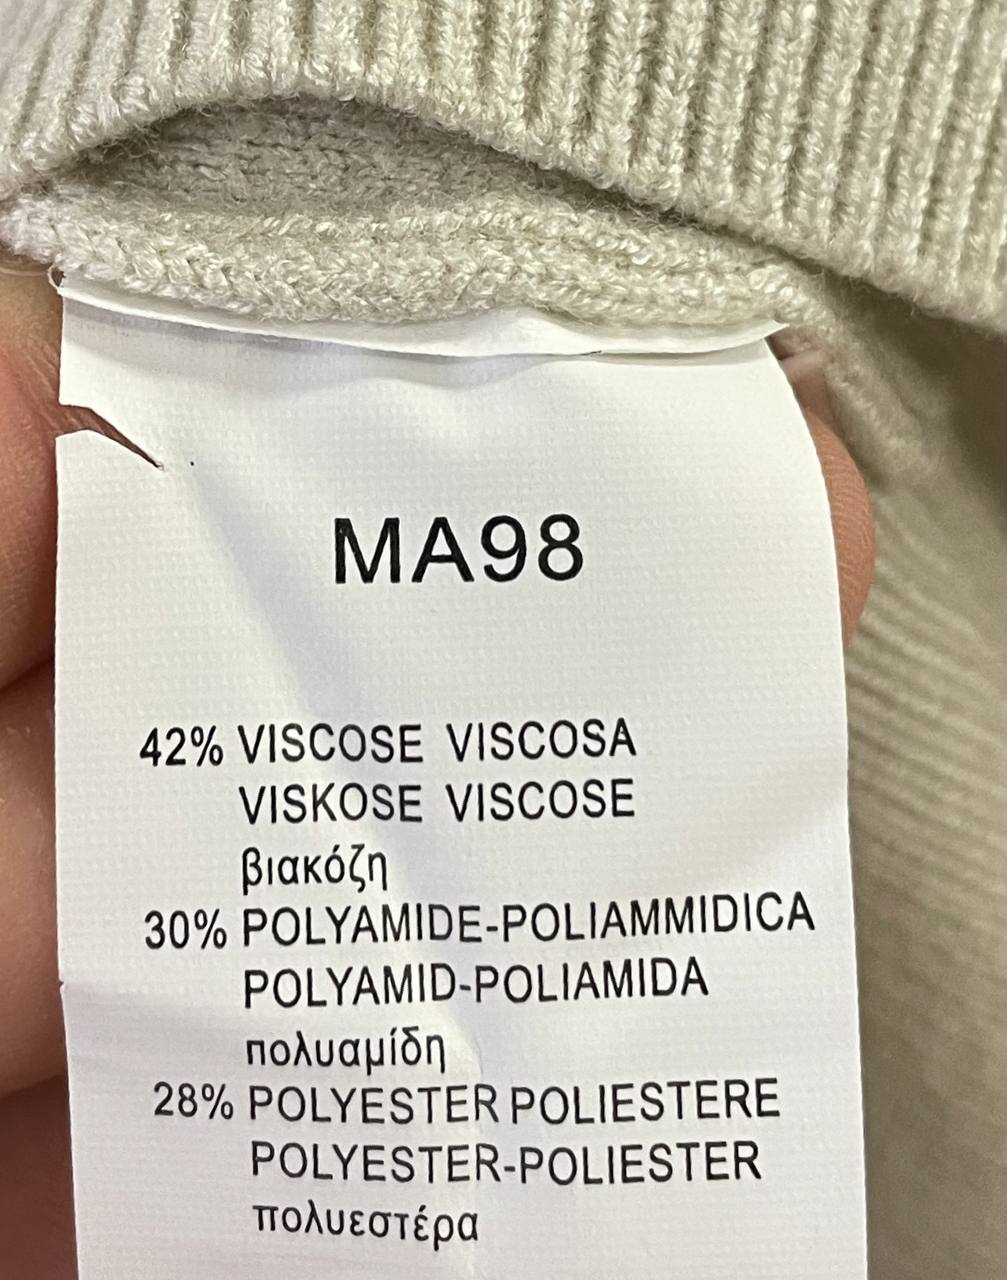 MA98
42% VISCOSE VISCOSA
VISKOSE VISCOSE
βιακόζη
30% POLYAMIDE-POLIAMMIDICA
POLYAMID-POLIAMIDA
πολυαμίδη
28% POLYESTER POLIESTERE
POLYESTER-POLIESTER
πολυεστέρα